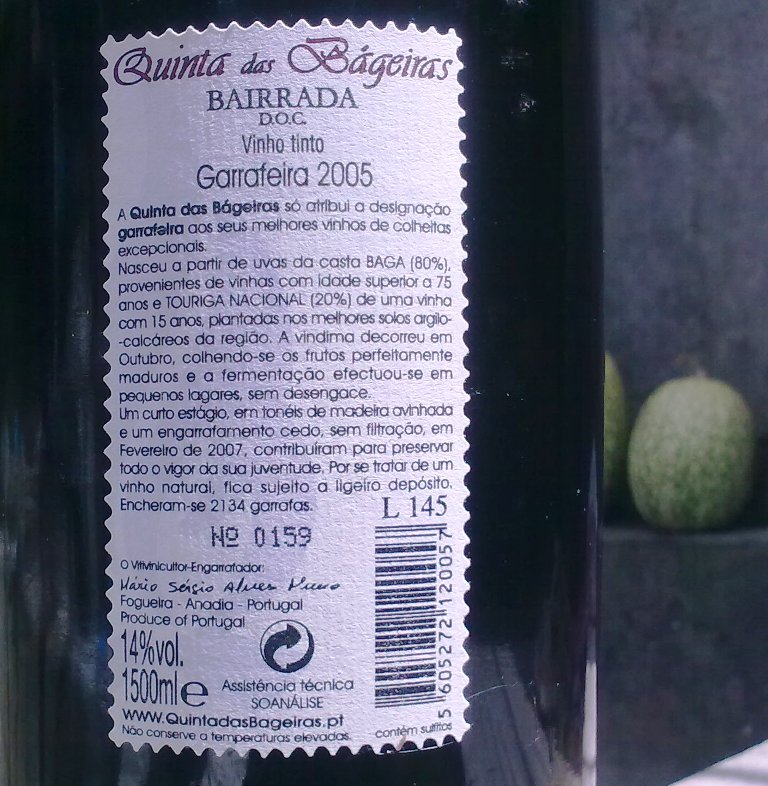 Quinta das Bágeiras
BAIRRADA
D.O.C.
Vinho tinto
Garrafeira 2005
A Quinta das Bágeiras só atribui a designação
garrafeira aos seus melhores vinhos de colheitas
excepcionais.
Nasceu a partir de uvas da casta BAGA (80%),
provenientes de vinhas com idade superior a 75
anos e TOURIGA NACIONAL (20%) de uma vinha
com 15 anos, plantadas nos melhores solos argilo-
-calcáreos da região. A vindima decorreu em
Outubro, colhendo-se os frutos perfeitamente
maduros e a fermentação efectuou-se em
pequenos lagares, sem desengace.
Um curto estágio, em tonéis de madeira avinhada
e um engarrafamento cedo, sem filtração, em
Fevereiro de 2007, contribuíram para preservar
todo o vigor da sua juventude. Por se tratar de um
vinho natural, fica sujeito a ligeiro depósito.
Encheram-se 2134 garrafas.
L 145
Nº 0159
O Vitivinicultor-Engarrafador:
Mário Sérgio Alves Nuno
Fogueira - Anadia - Portugal
Produce of Portugal
14%vol.
1500ml e
Assistência técnica
SOANÁLISE
www.QuintadasBageiras.pt
Não conserve a temperaturas elevadas.
contém sulfitos
5 605272 120057